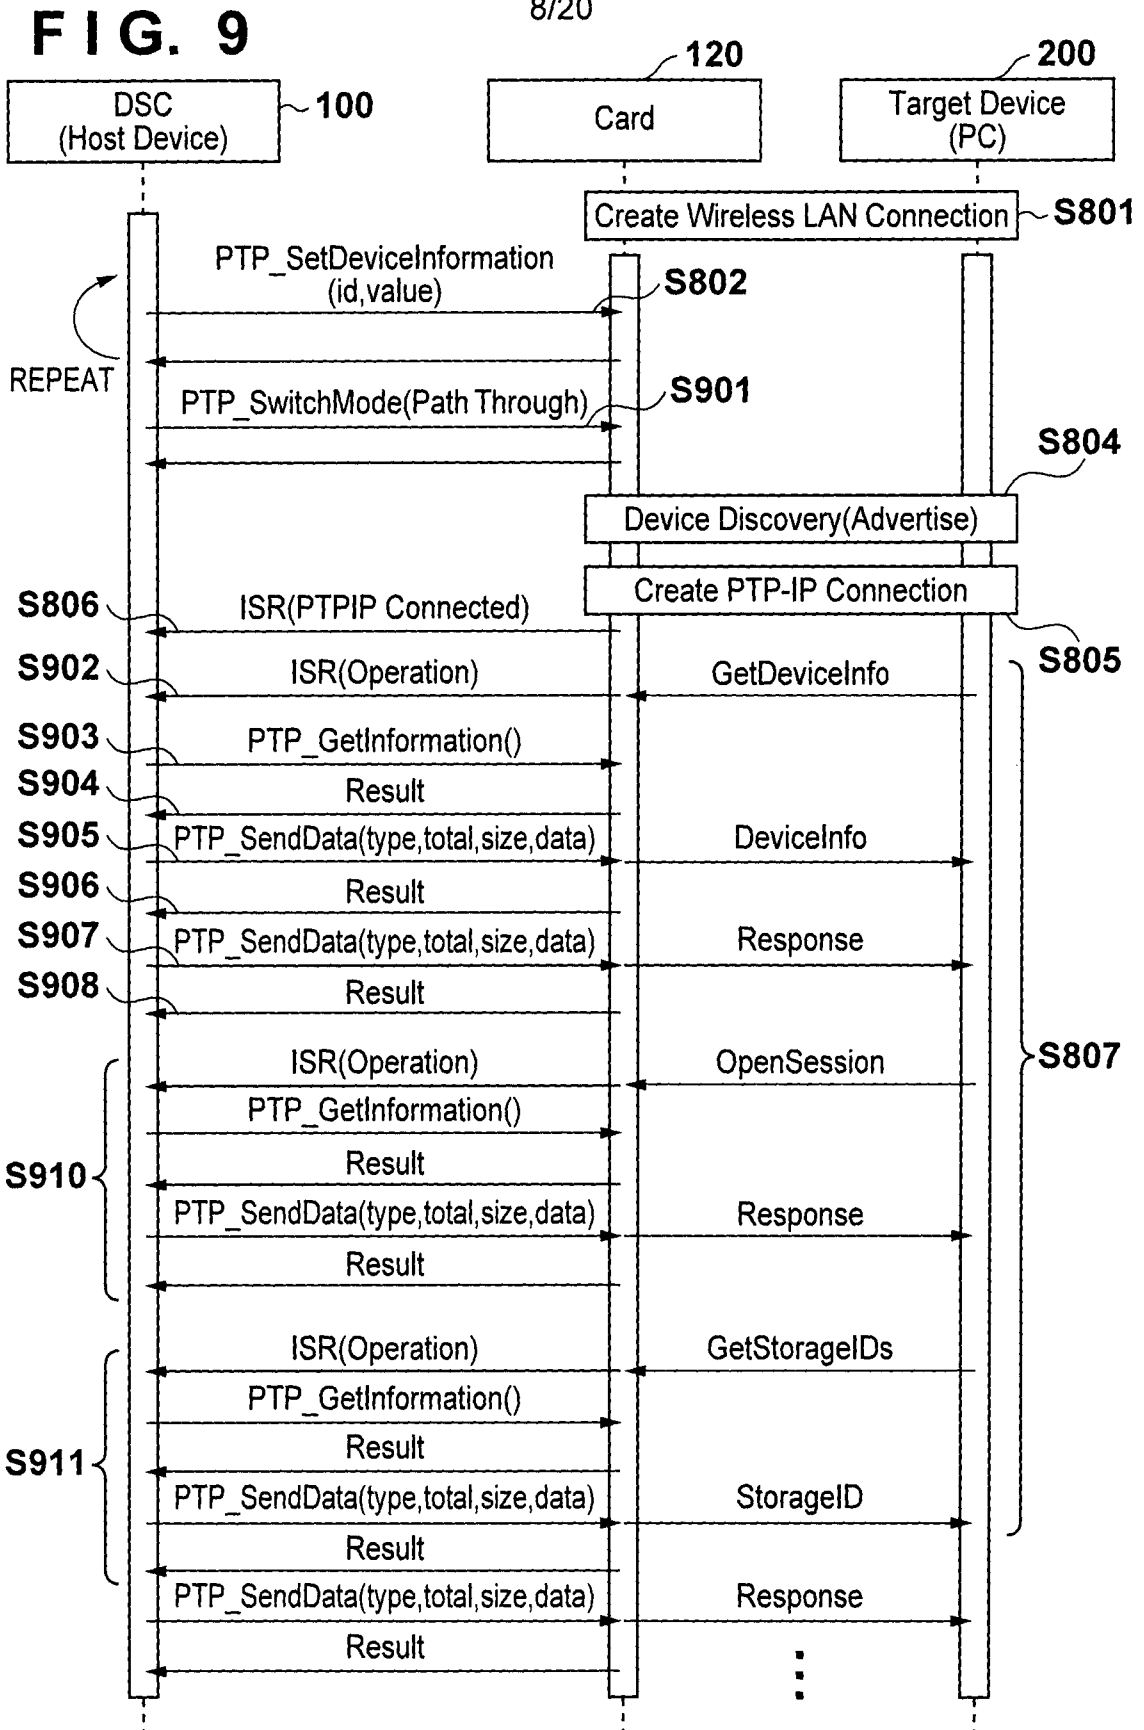 8/20
FIG. 9
DSC
(Host Device)
100
Card
120
Target Device
(PC)
200
Create Wireless LAN Connection
S801
PTP_SetDeviceInformation
(id,value)
S802
REPEAT
PTP_SwitchMode(Path Through)
S901
S804
Device Discovery(Advertise)
Create PTP-IP Connection
S805
S806
ISR(PTPIP Connected)
S902
ISR(Operation)
GetDeviceInfo
S903
PTP_GetInformation()
S904
Result
S905
PTP_SendData(type,total,size,data)
DeviceInfo
S906
Result
S907
PTP_SendData(type,total,size,data)
Response
S908
Result
S807
ISR(Operation)
OpenSession
PTP_GetInformation()
S910
Result
PTP_SendData(type,total,size,data)
Response
Result
ISR(Operation)
GetStorageIDs
PTP_GetInformation()
S911
Result
PTP_SendData(type,total,size,data)
StorageID
Result
PTP_SendData(type,total,size,data)
Response
Result